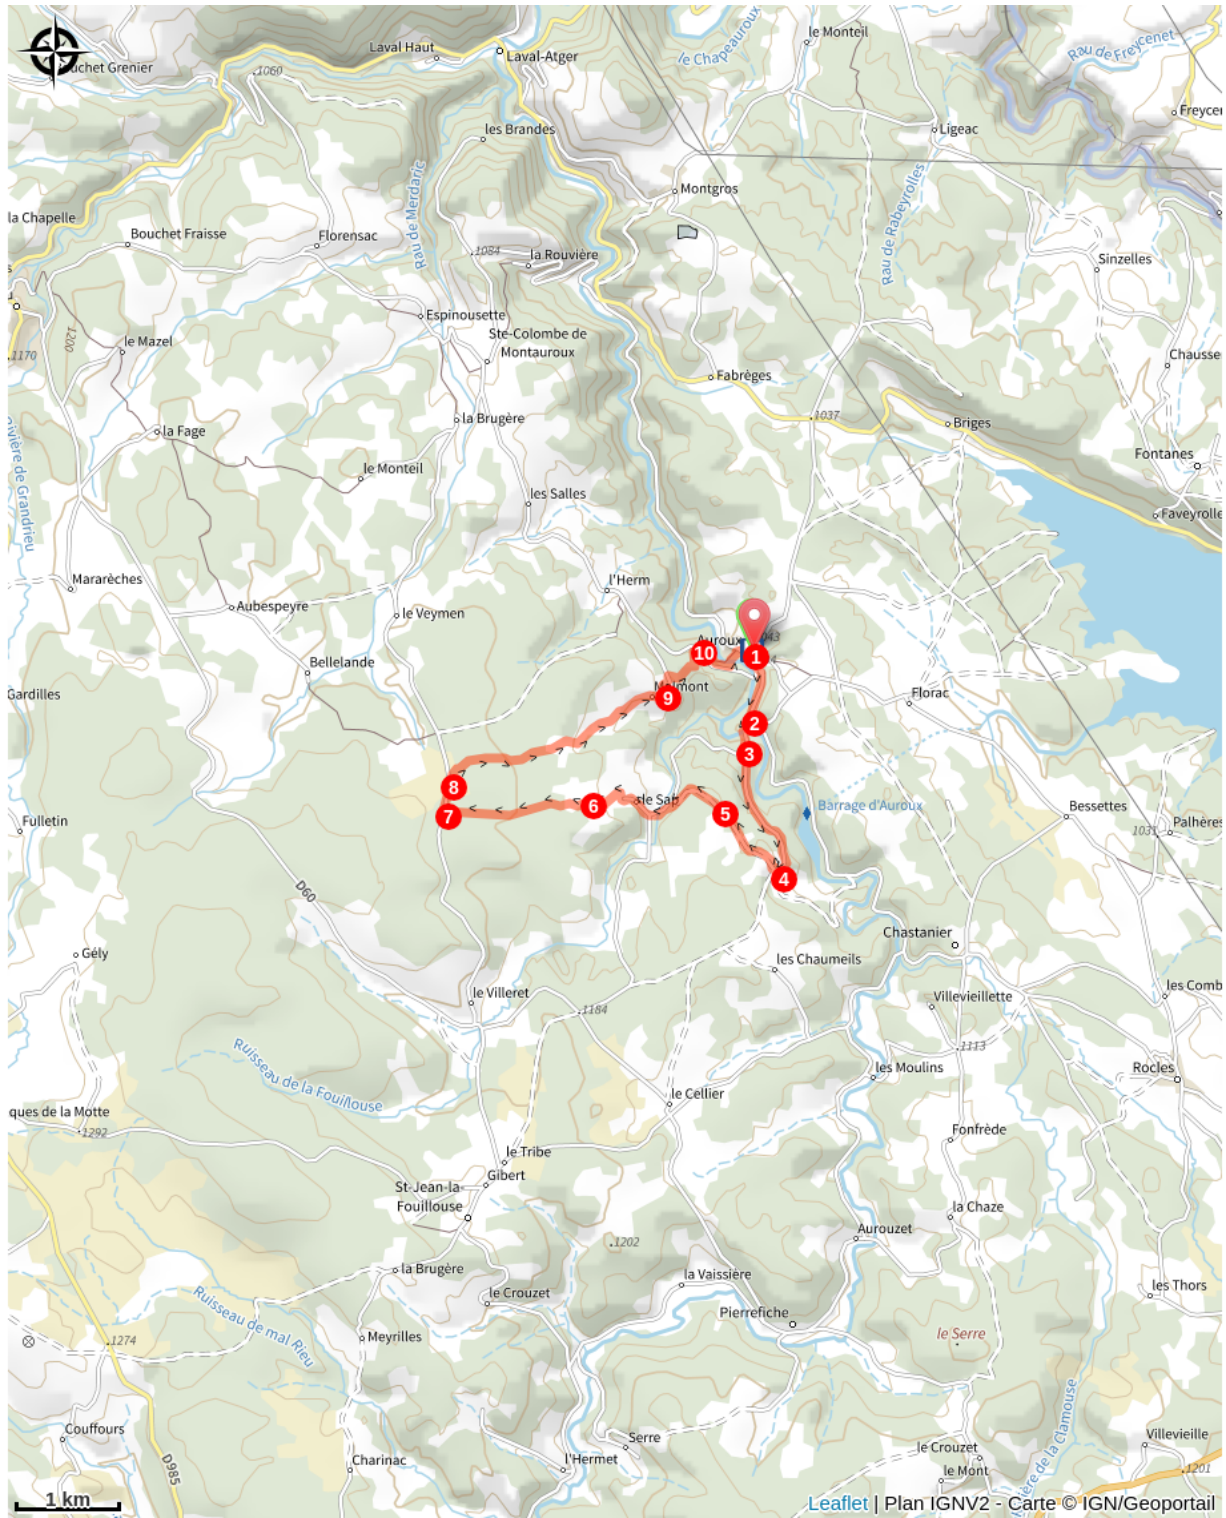 le Monteil
Laval Haut
Laval-Atger
le Chapeauroux
Rau de Freycenet
1060
les Brandes
Ligeac
Rau de Merdaric
Montgros
Rau de Rabeyrolles
la Chapelle
Bouchet Fraisse
Florensac
1084
la Rouvière
Sinzelles
Espinousette
Ste-Colombe de
Montauroux
1200
le Mazel
1170
Fabrèges
1037
la Brugère
Briges
la Fage
le Monteil
Fontanes
les Salles
Faveyrolle
Mararèches
l'Herm
Aubespeyre
le Veymen
Auroux
1
10
Bellelande
Gardilles
9
Florac
2
3
8
le Sap
6
5
7
Barrage d'Auroux
Bessettes
Fulletin
1031
Palhères
4
D60
Chastanier
Gély
les Chaumeils
le Villeret
Villevieillette
les Comb
1184
1113
Ruisseau de la Fouillouse
les Moulins
Rocles
le Cellier
ques de la Motte
1292
Fonfrède
le Tribe
Gibert
St-Jean-la-
Fouillouse
la Chaze
1202
Aurouzet
la Brugère
la Vaissière
les Thors
le Crouzet
Pierrefiche
Ruisseau de mal Rieu
Meyrilles
le Serre
1274
Couffours
Serre
Villevieille
D985
Charinac
l'Hermet
le Crouzet
le Mont
1201
1 km
Leaflet | Plan IGNV2 - Carte © IGN/Geoportail